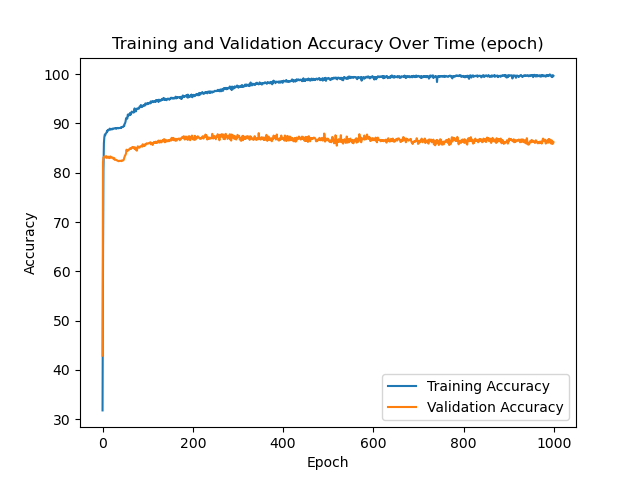 Training and Validation Accuracy Over Time (epoch)
100
90
80
70
60
50
40
30
Accuracy
0
200
400
600
800
1000
Epoch
Training Accuracy
Validation Accuracy